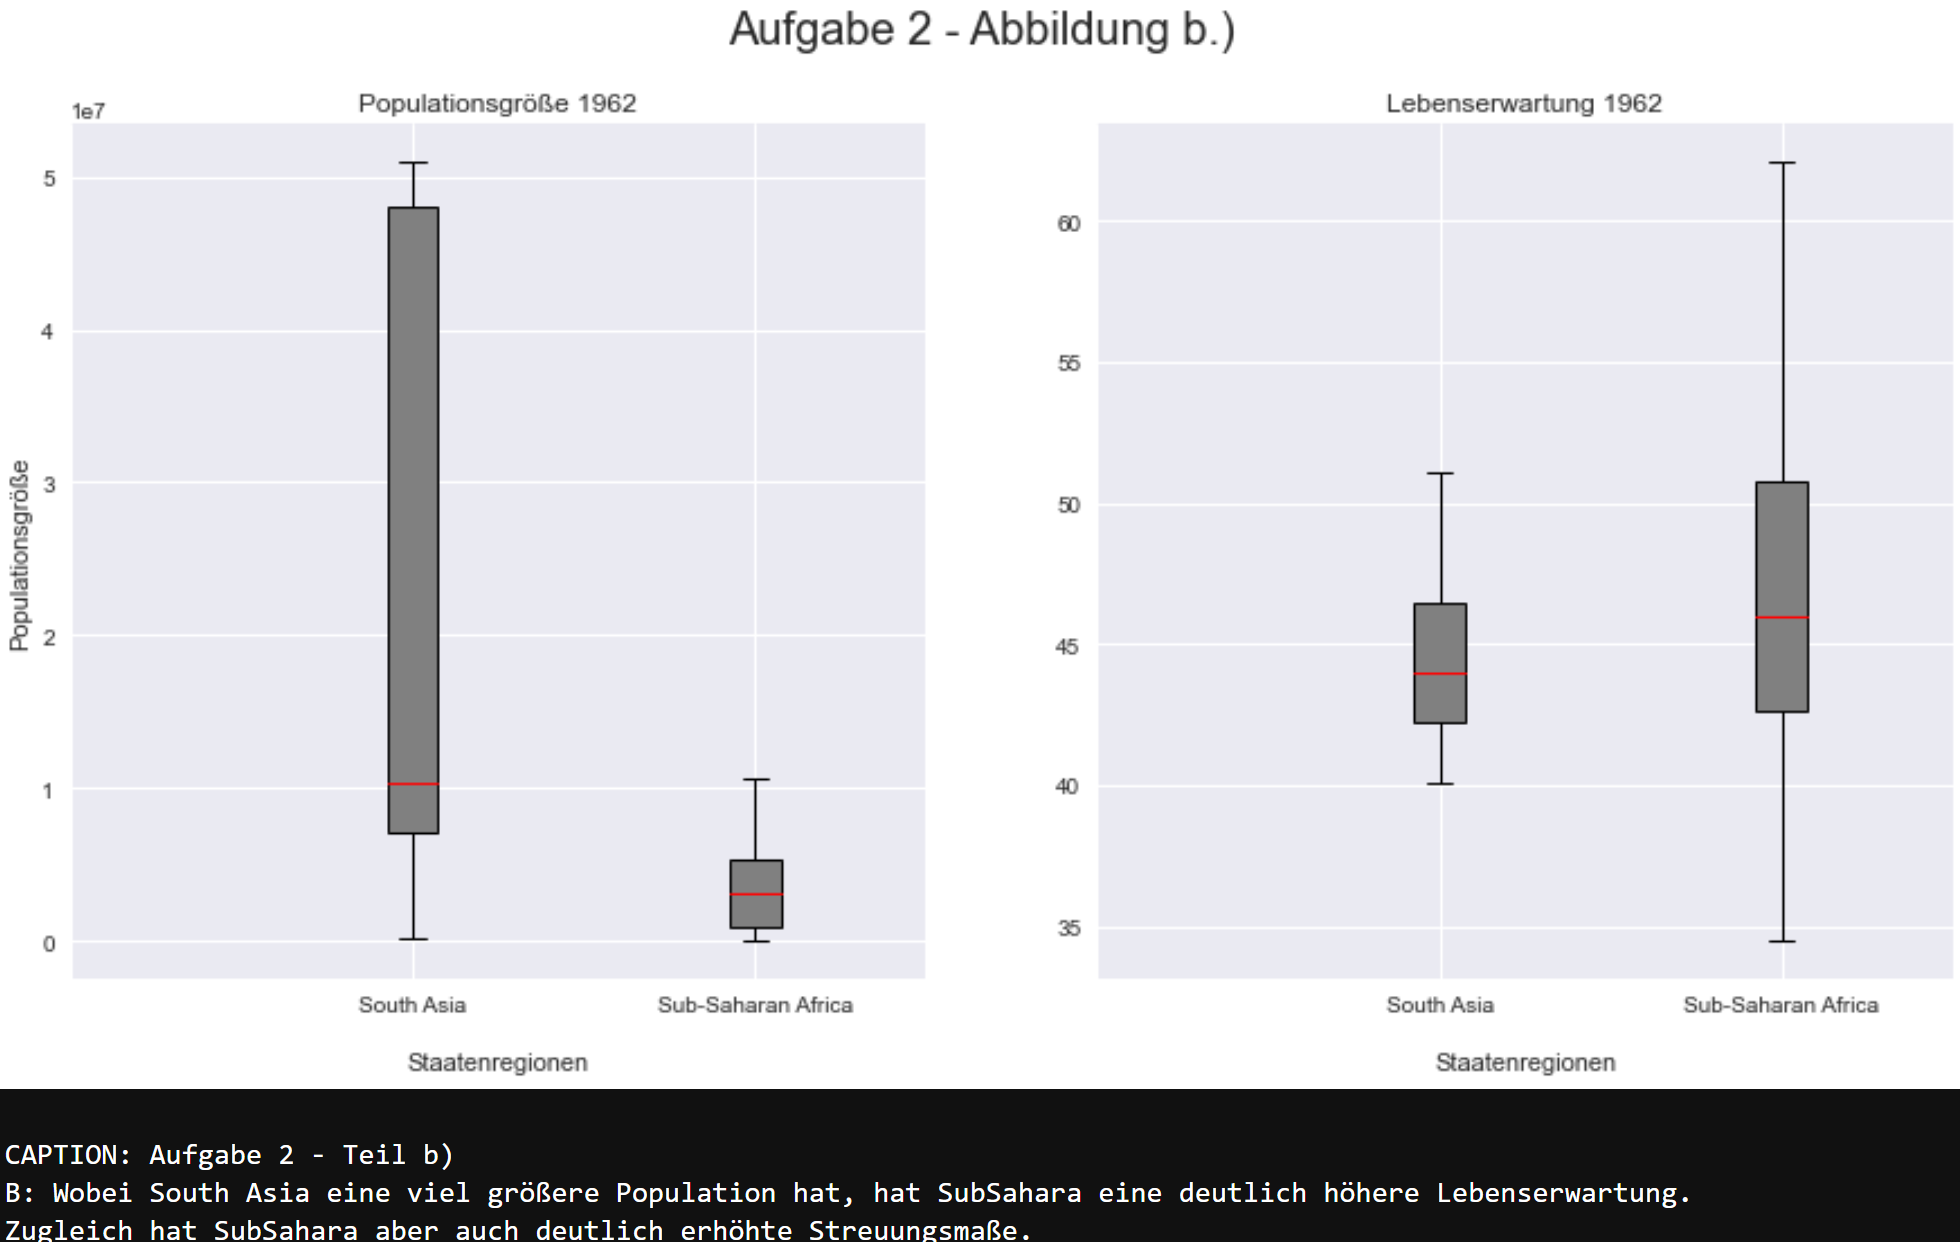 Aufgabe 2 - Abbildung b.)
Populationsgröße 1962
1e7
5
4
3
2
1
0
Populationsgröße
South Asia
Sub-Saharan Africa
Staatenregionen
Lebenserwartung 1962
60
55
50
45
40
35
South Asia
Sub-Saharan Africa
Staatenregionen
CAPTION: Aufgabe 2 - Teil b)
B: Wobei South Asia eine viel größere Population hat, hat SubSahara eine deutlich höhere Lebenserwartung.
Zugleich hat SubSahara aber auch deutlich erhöhte Streuungsmaße.